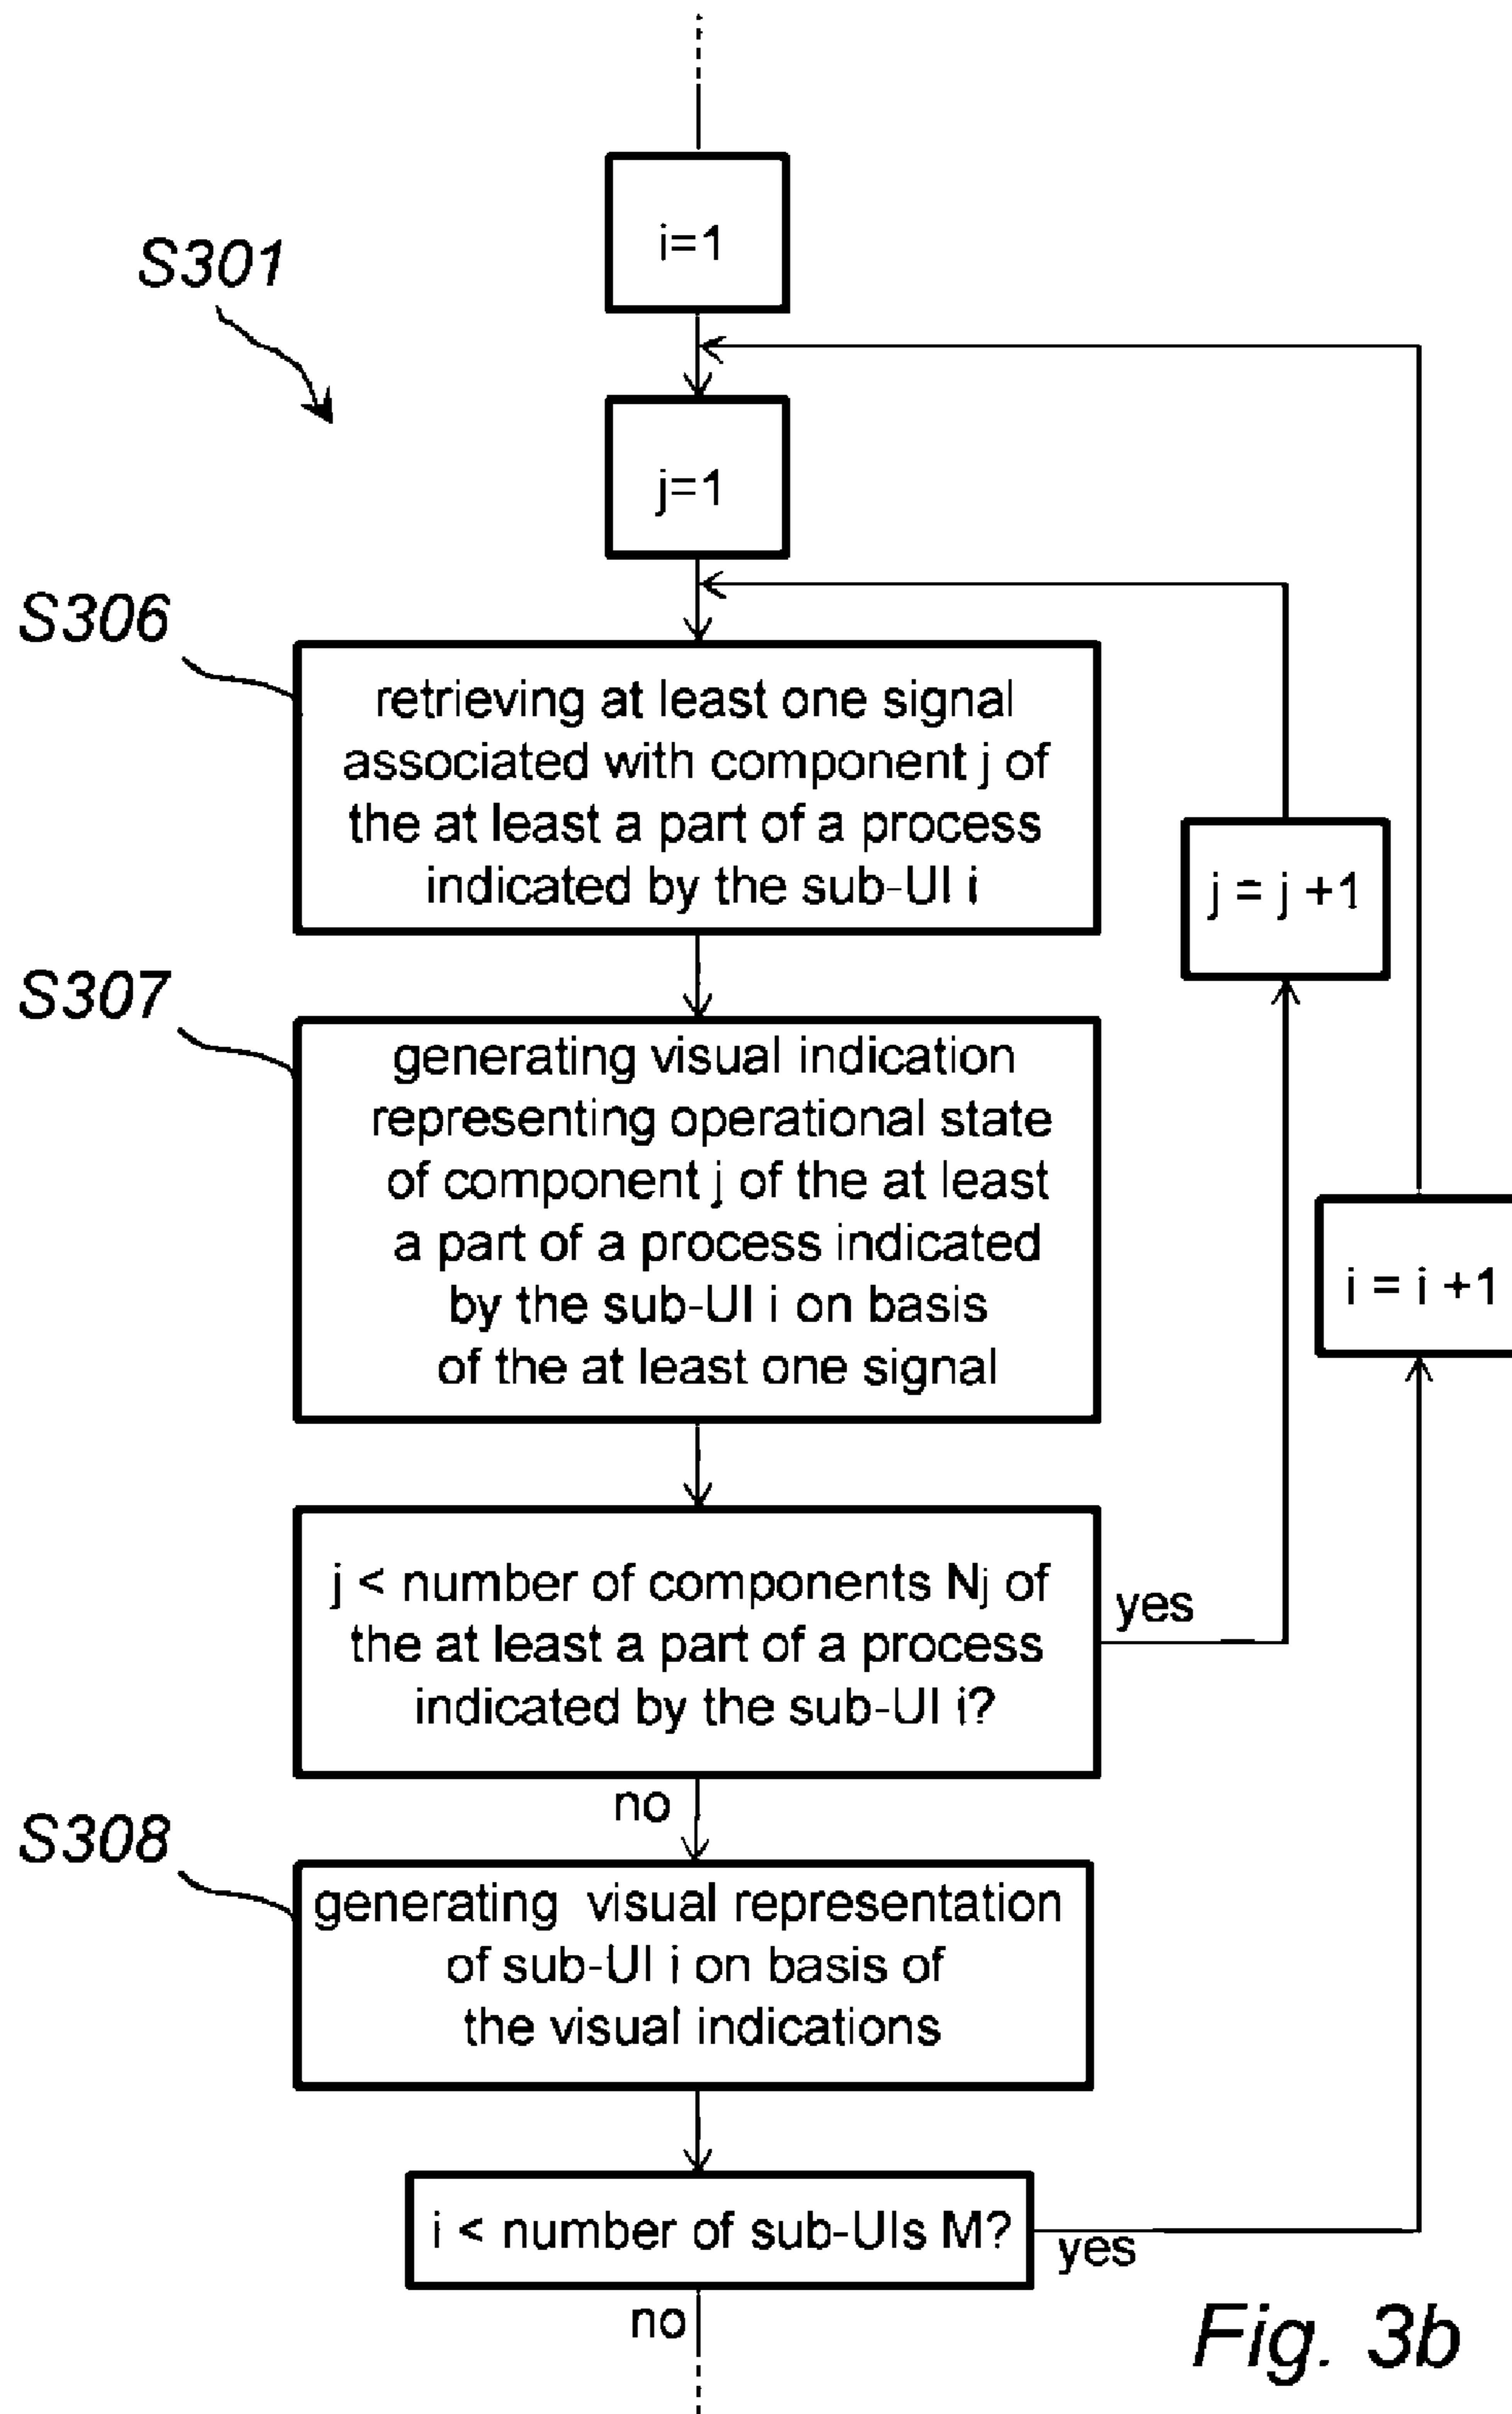 i=1
S301
j=1
S306
retrieving at least one signal
associated with component j of
the at least a part of a process
indicated by the sub-UI i
j = j +1
S307
generating visual indication
representing operational state
of component j of the at least
a part of a process indicated
by the sub-UI i on basis
of the at least one signal
i = i +1
j < number of components Nj of
the at least a part of a process
indicated by the sub-UI i?
yes
no
S308
generating visual representation
of sub-UI i on basis of
the visual indications
i < number of sub-UIs M?
yes
no
Fig. 3b